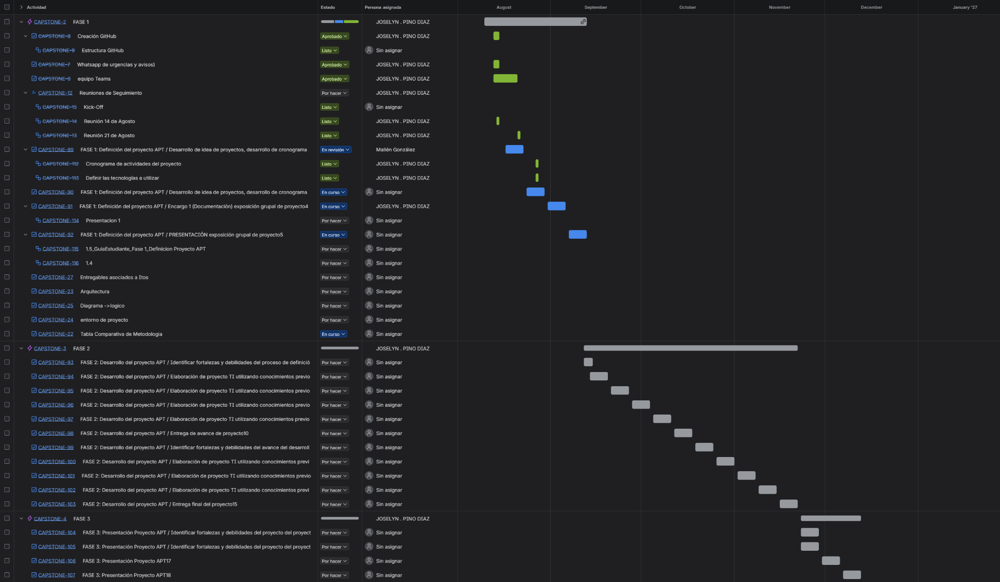 Actividad Estado Persona asignada August September October November December January '27
CAPSTONE-2 FASE 1 JOSELYN . PINO DIAZ
CAPSTONE-8 Creación GitHub Aprobado JOSELYN . PINO DIAZ
CAPSTONE-9 Estructura GitHub Listo Sin asignar
CAPSTONE-7 Whatsapp de urgencias y avisos) Aprobado JOSELYN . PINO DIAZ
CAPSTONE-6 equipo Teams Aprobado JOSELYN . PINO DIAZ
CAPSTONE-12 Reuniones de Seguimiento Por hacer JOSELYN . PINO DIAZ
CAPSTONE-15 Kick-Off Listo Sin asignar
CAPSTONE-14 Reunión 14 de Agosto Listo JOSELYN . PINO DIAZ
CAPSTONE-13 Reunión 21 de Agosto Listo JOSELYN . PINO DIAZ
CAPSTONE-89 FASE 1: Definición del proyecto APT / Desarrollo de idea de proyectos, desarrollo de cronograma En revisión Mallén González
CAPSTONE-112 Cronograma de actividades del proyecto Listo JOSELYN . PINO DIAZ
CAPSTONE-113 Definir las tecnologías a utilizar Listo JOSELYN . PINO DIAZ
CAPSTONE-90 FASE 1: Definición del proyecto APT / Desarrollo de idea de proyectos, desarrollo de cronograma En curso Sin asignar
CAPSTONE-91 FASE 1: Definición del proyecto APT / Encargo 1 (Documentación) exposición grupal de proyecto4 En curso JOSELYN . PINO DIAZ
CAPSTONE-114 Presentacion 1 Por hacer Sin asignar
CAPSTONE-92 FASE 1: Definición del proyecto APT / PRESENTACIÓN exposición grupal de proyecto5 En curso Sin asignar
CAPSTONE-115 1.5_GuiaEstudiante_Fase 1_Definicion Proyecto APT Por hacer Sin asignar
CAPSTONE-116 1.4 Por hacer Sin asignar
CAPSTONE-27 Entregables asociados a Itos Por hacer Sin asignar
CAPSTONE-23 Arquitectura Por hacer Sin asignar
CAPSTONE-25 Diagrama ->logico Por hacer Sin asignar
CAPSTONE-24 entorno de proyecto Por hacer Sin asignar
CAPSTONE-22 Tabla Comparativa de Metodologia En curso Sin asignar
CAPSTONE-3 FASE 2 JOSELYN . PINO DIAZ
CAPSTONE-93 FASE 2: Desarrollo del proyecto APT / Identificar fortalezas y debilidades del proceso de definició Por hacer Sin asignar
CAPSTONE-94 FASE 2: Desarrollo del proyecto APT / Elaboración de proyecto TI utilizando conocimientos previo Por hacer Sin asignar
CAPSTONE-95 FASE 2: Desarrollo del proyecto APT / Elaboración de proyecto TI utilizando conocimientos previo Por hacer Sin asignar
CAPSTONE-96 FASE 2: Desarrollo del proyecto APT / Elaboración de proyecto TI utilizando conocimientos previo Por hacer Sin asignar
CAPSTONE-97 FASE 2: Desarrollo del proyecto APT / Elaboración de proyecto TI utilizando conocimientos previo Por hacer Sin asignar
CAPSTONE-98 FASE 2: Desarrollo del proyecto APT / Entrega de avance de proyecto10 Por hacer Sin asignar
CAPSTONE-99 FASE 2: Desarrollo del proyecto APT / Identificar fortalezas y debilidades del avance del desarroll Por hacer Sin asignar
CAPSTONE-100 FASE 2: Desarrollo del proyecto APT / Elaboración de proyecto TI utilizando conocimientos previ Por hacer Sin asignar
CAPSTONE-101 FASE 2: Desarrollo del proyecto APT / Elaboración de proyecto TI utilizando conocimientos previo Por hacer Sin asignar
CAPSTONE-102 FASE 2: Desarrollo del proyecto APT / Elaboración de proyecto TI utilizando conocimientos previ Por hacer Sin asignar
CAPSTONE-103 FASE 2: Desarrollo del proyecto APT / Entrega final del proyecto15 Por hacer Sin asignar
CAPSTONE-4 FASE 3 JOSELYN . PINO DIAZ
CAPSTONE-104 FASE 3: Presentación Proyecto APT / Identificar fortalezas y debilidades del proyecto del proyect Por hacer Sin asignar
CAPSTONE-105 FASE 3: Presentación Proyecto APT / Identificar fortalezas y debilidades del proyecto del proyect Por hacer Sin asignar
CAPSTONE-106 FASE 3: Presentación Proyecto APT17 Por hacer Sin asignar
CAPSTONE-107 FASE 3: Presentación Proyecto APT18 Por hacer Sin asignar